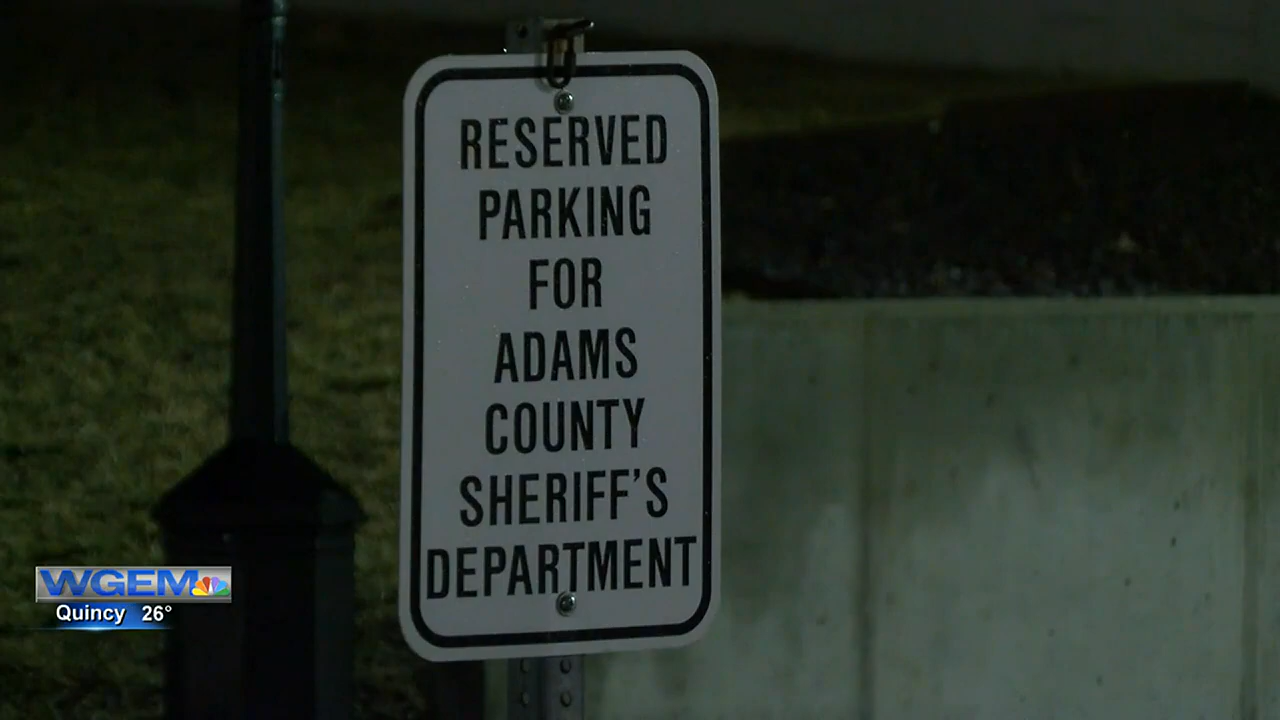 RESERVED
PARKING
FOR
ADAMS
COUNTY
SHERIFF'S
DEPARTMENT
WGEM
Quincy 26°